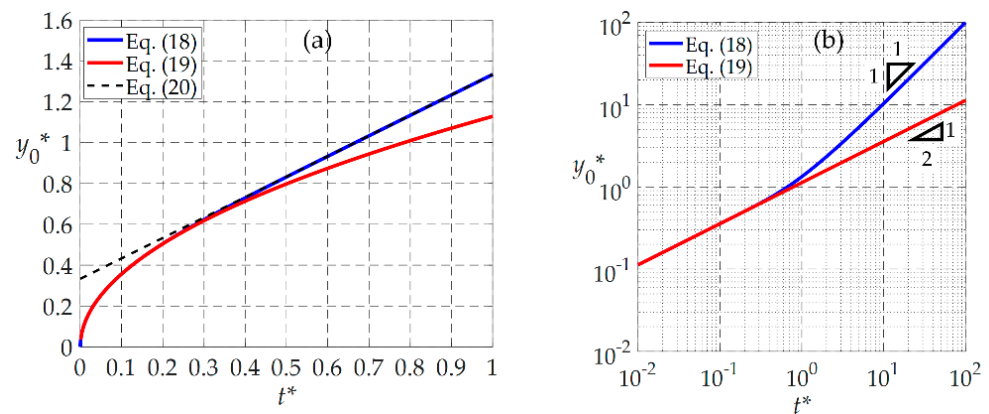 (a)
Eq. (18)
Eq. (19)
Eq. (20)
1.6
1.4
1.2
1
0.8
0.6
0.4
0.2
0
y₀*
0 0.1 0.2 0.3 0.4 0.5 0.6 0.7 0.8 0.9 1
t*
(b)
Eq. (18)
Eq. (19)
1
1
1
2
10²
10¹
10⁰
10⁻¹
10⁻²
y₀*
10⁻² 10⁻¹ 10⁰ 10¹ 10²
t*